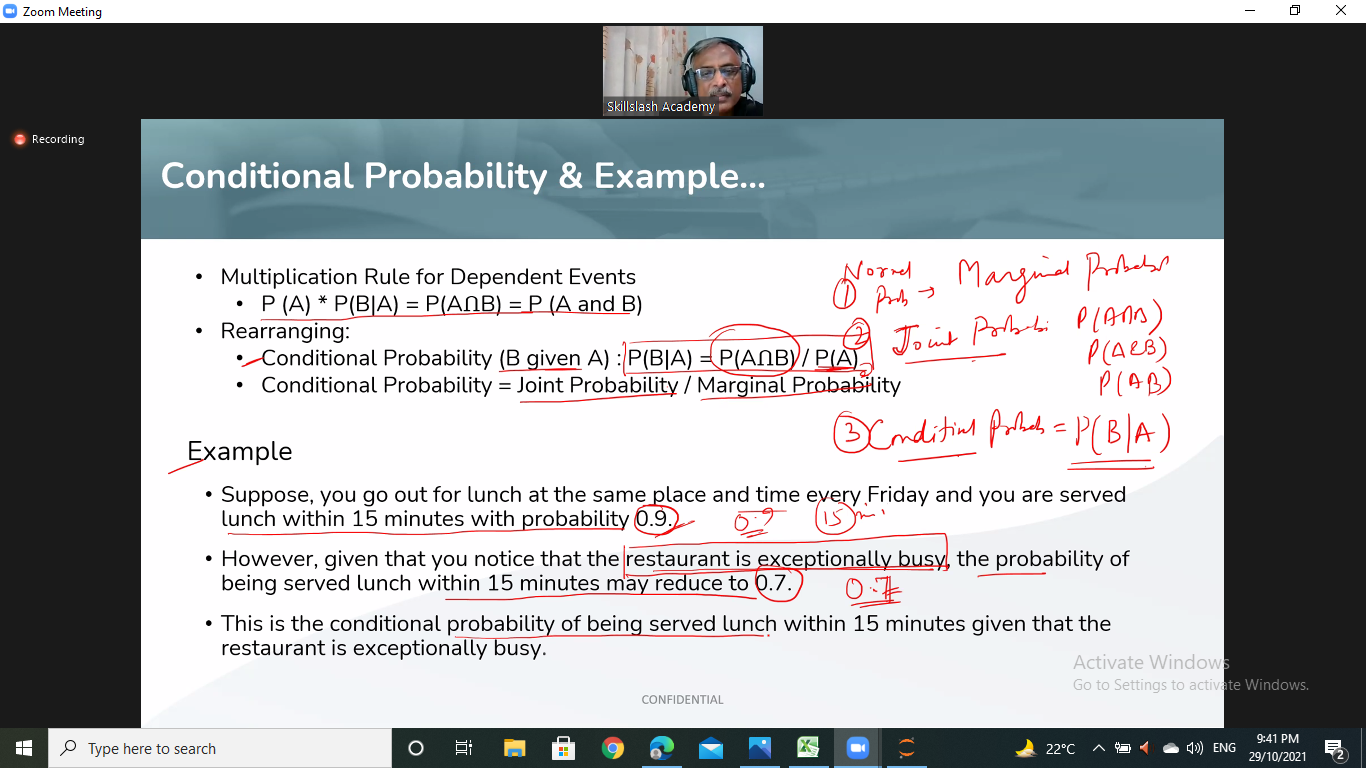 Zoom Meeting
Skillslash Academy
Recording
Conditional Probability & Example...
• Multiplication Rule for Dependent Events
• P (A) * P(B|A) = P(A∩B) = P (A and B)
• Rearranging:
• Conditional Probability (B given A) : P(B|A) = P(A∩B) / P(A)
• Conditional Probability = Joint Probability / Marginal Probability
① Prob → Marginal
② Joint
P(A∩B)
P(A&B)
P(AB)
③ = P(B|A)
Example
• Suppose, you go out for lunch at the same place and time every Friday and you are served
lunch within 15 minutes with probability 0.9.
0.9 15
• However, given that you notice that the restaurant is exceptionally busy, the probability of
being served lunch within 15 minutes may reduce to 0.7.
0.7
• This is the conditional probability of being served lunch within 15 minutes given that the
restaurant is exceptionally busy.
CONFIDENTIAL
Activate Windows
Go to Settings to activate Windows.
Type here to search
22°C
ENG
9:41 PM
29/10/2021
2